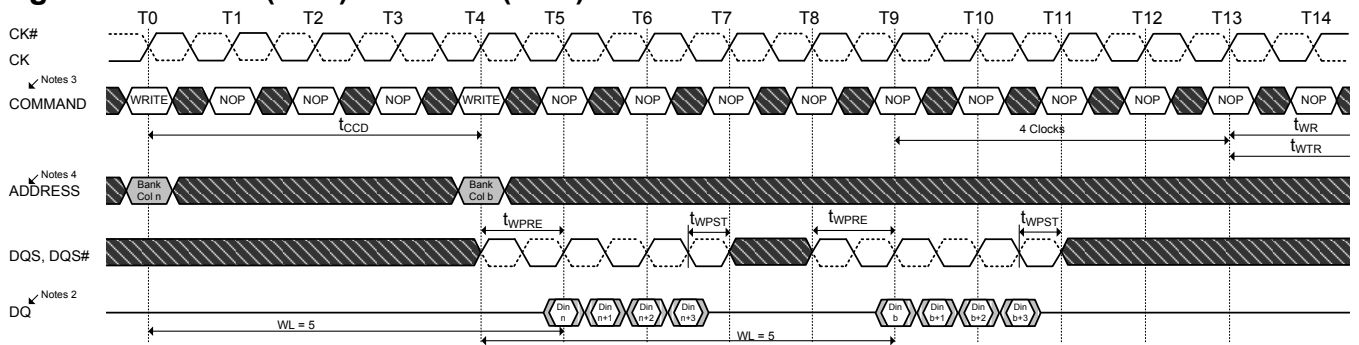 T0 T1 T2 T3 T4 T5 T6 T7 T8 T9 T10 T11 T12 T13 T14
CK#
CK
Notes 3
COMMAND WRITE NOP NOP NOP WRITE NOP NOP NOP NOP NOP NOP NOP NOP NOP NOP
tCCD 4 Clocks tWR
tWTR
Notes 4
ADDRESS
Bank Bank
Col n Col b
tWPRE tWPST tWPRE tWPST
DQS, DQS#
Notes 2
DQ
Din Din Din Din Din Din Din Din
n n+1 n+2 n+3 b b+1 b+2 b+3
WL = 5
WL = 5